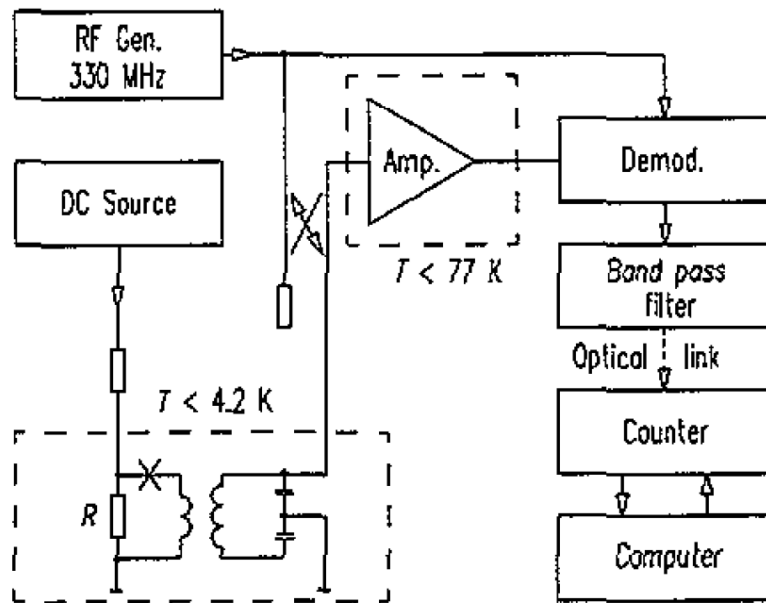 RF Gen.
330 MHz
DC Source
Amp.
Demod.
T < 77 K
Band pass
filter
Optical link
T < 4.2 K
Counter
R
Computer